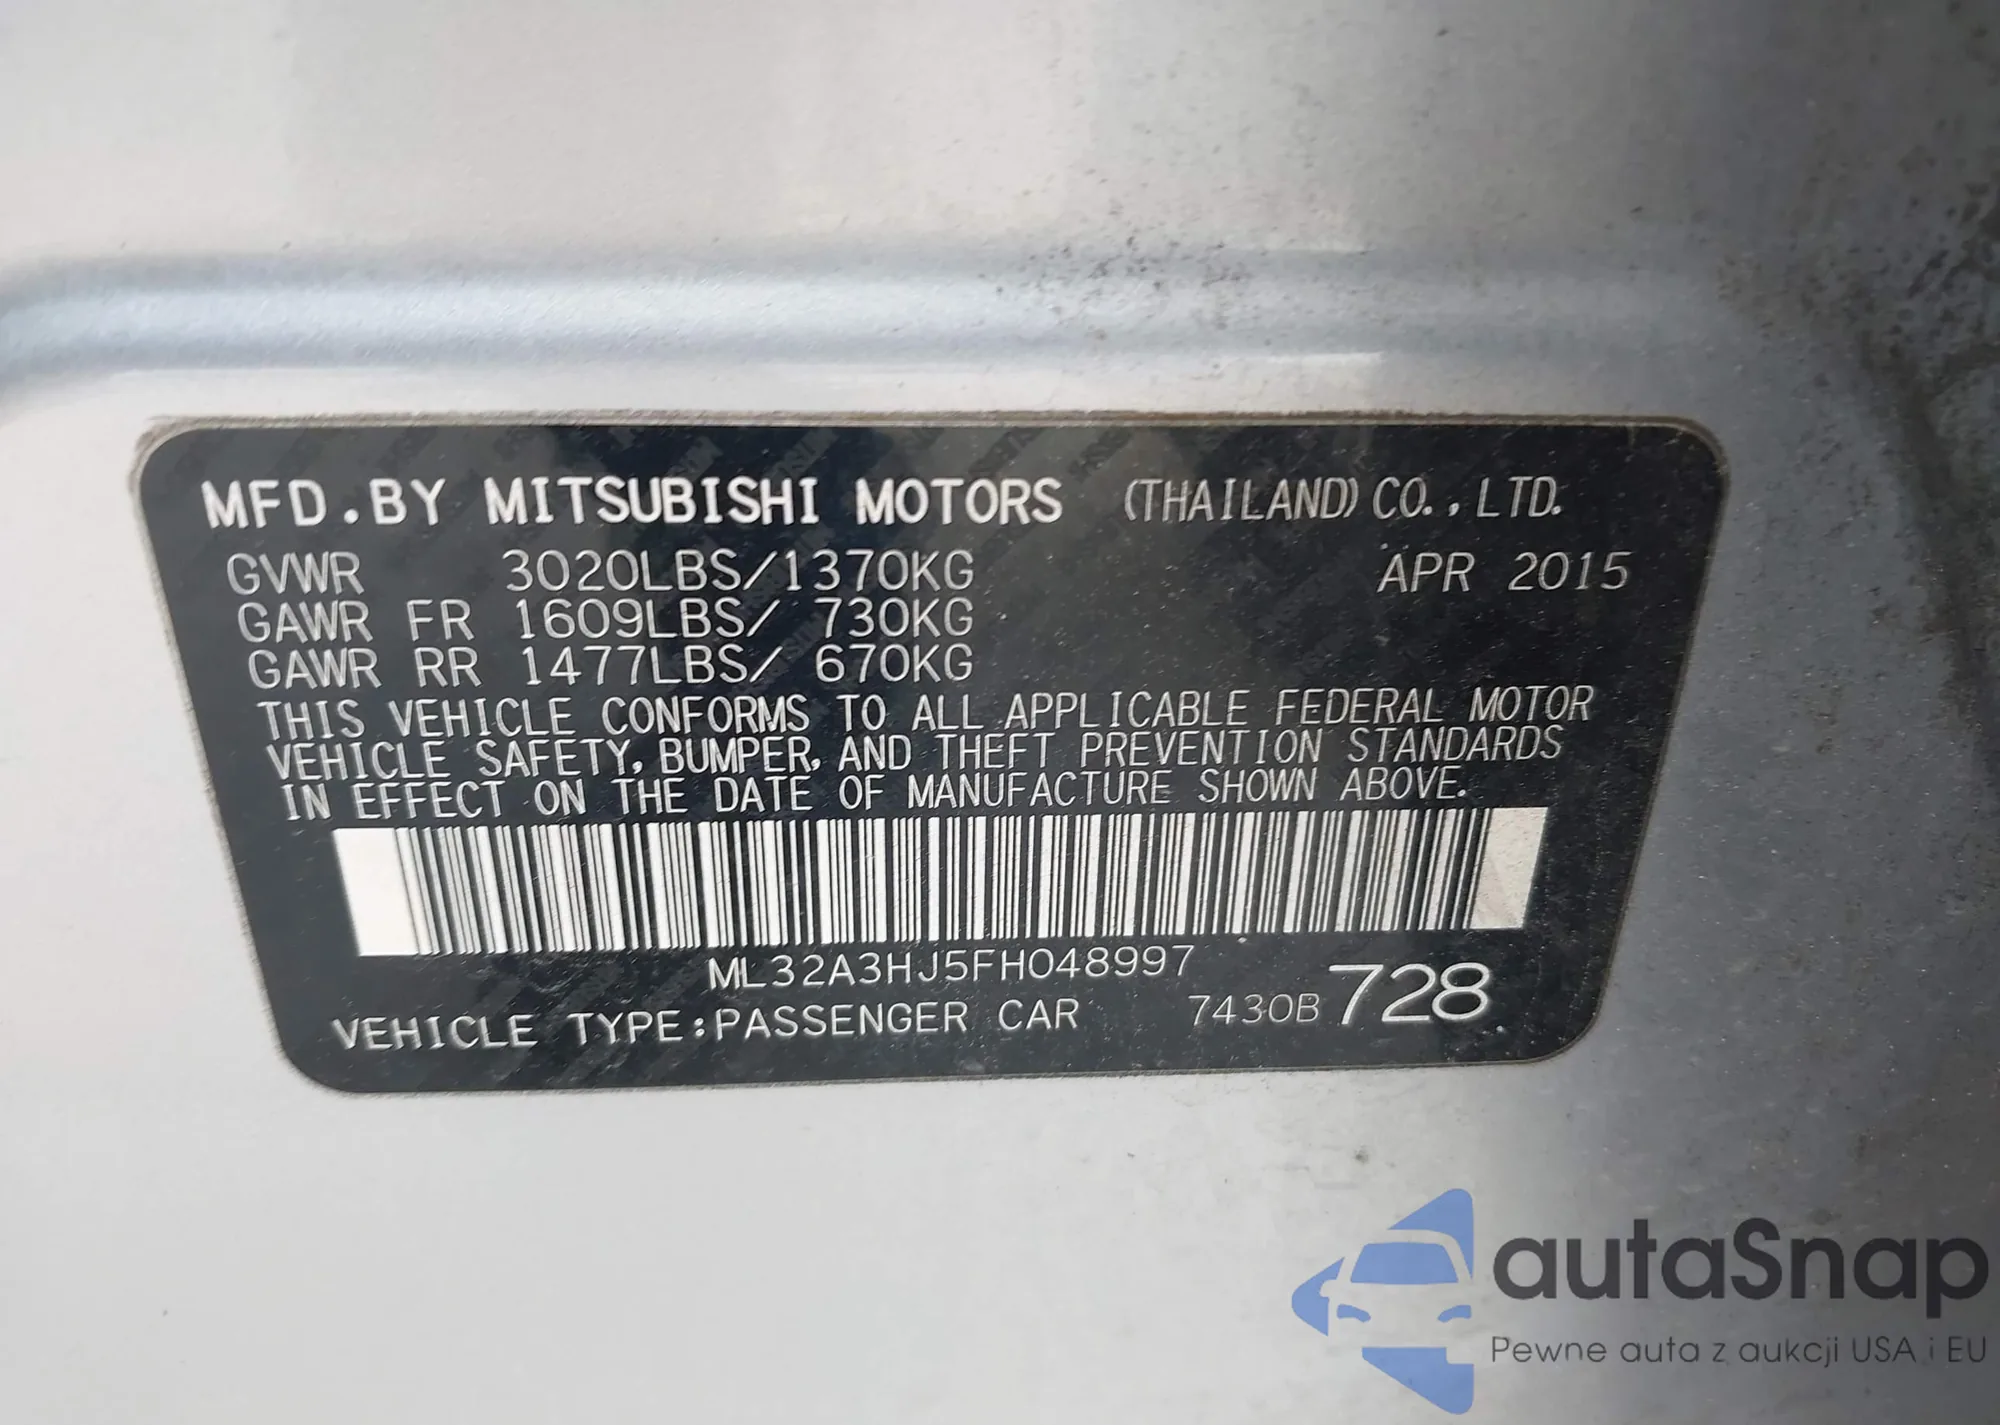 MFD.BY MITSUBISHI MOTORS (THAILAND) CO.,LTD.
GVWR 3020LBS/1370KG APR 2015
GAWR FR 1609LBS/ 730KG
GAWR RR 1477LBS/ 670KG
THIS VEHICLE CONFORMS TO ALL APPLICABLE FEDERAL MOTOR
VEHICLE SAFETY, BUMPER, AND THEFT PREVENTION STANDARDS
IN EFFECT ON THE DATE OF MANUFACTURE SHOWN ABOVE.
ML32A3HJ5FH048997
VEHICLE TYPE:PASSENGER CAR 7430B 728
autaSnap
Pewne auta z aukcji USA i EU